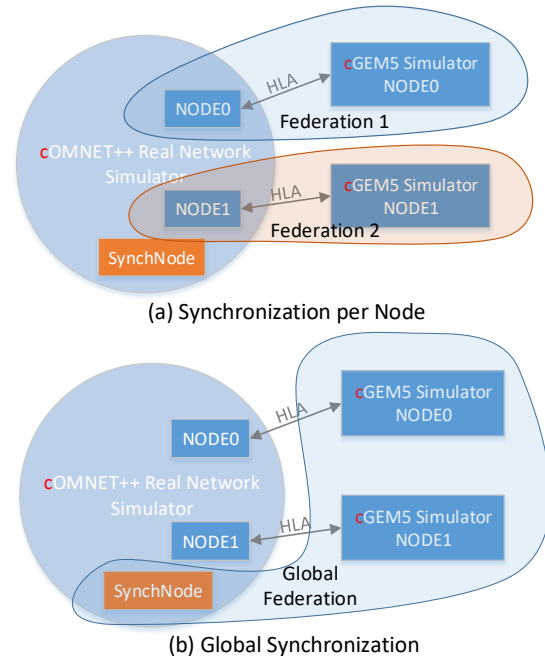 NODE0
HLA
cGEM5 Simulator
NODE0
Federation 1
cOMNET++ Real Network
Simulator
NODE1
HLA
cGEM5 Simulator
NODE1
Federation 2
SynchNode
(a) Synchronization per Node
NODE0
HLA
cGEM5 Simulator
NODE0
cOMNET++ Real Network
Simulator
NODE1
HLA
cGEM5 Simulator
NODE1
SynchNode
Global
Federation
(b) Global Synchronization